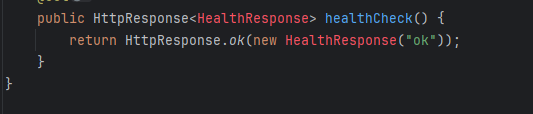 public HttpResponse<HealthResponse> healthCheck() {
return HttpResponse.ok(new HealthResponse("ok"));
}
}